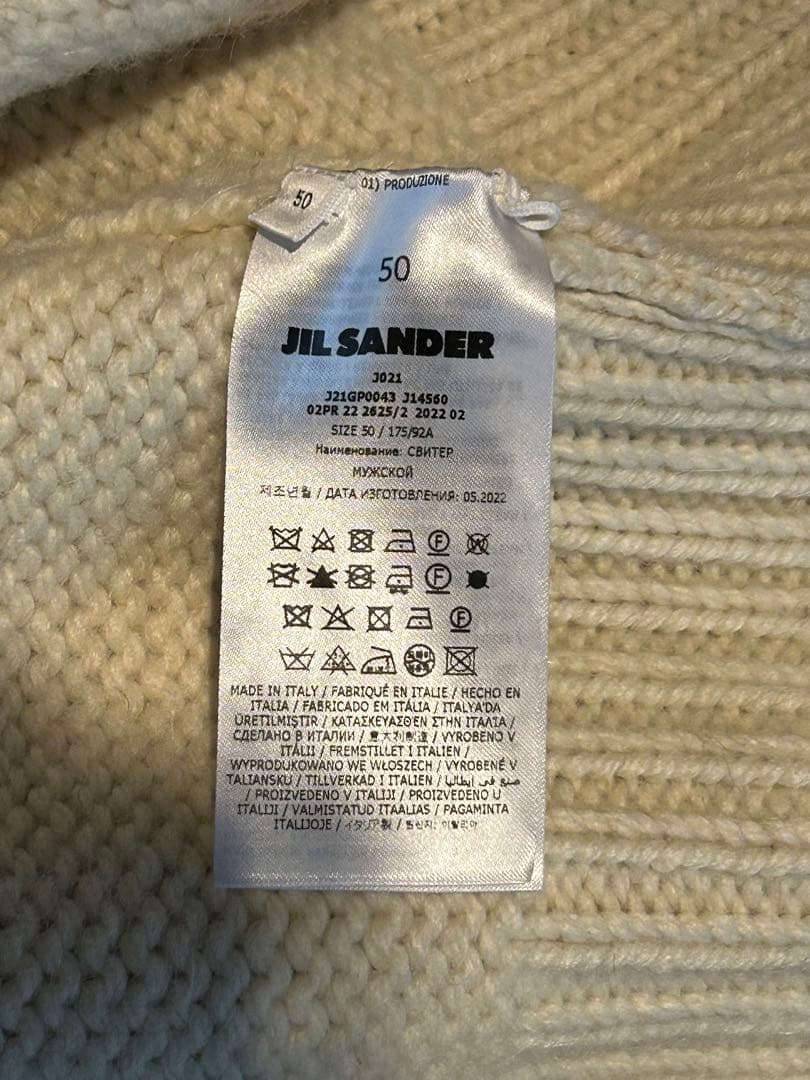 01) PRODUZIONE
50
50
JIL SANDER
J021
J21GP0043 J14560
02PR 22 2625/2 2022 02
SIZE 50 / 175/92A
Наименование: СВИТЕР
МУЖСКОЙ
제조년월 / ДАТА ИЗГОТОВЛЕНИЯ: 05.2022
F W
F
F
MADE IN ITALY / FABRIQUÉ EN ITALIE / HECHO EN
ITALIA / FABRICADO EM ITÁLIA / ITALYA'DA
ÜRETILMIŞTIR / ΚΑΤΑΣΚΕΥΑΣΘΕΝ ΣΤΗΝ ΙΤΑΛΙΑ /
СДЕЛАНО В ИТАЛИИ / 意大利制造 / VYROBENO V
ITÁLII / FREMSTILLET I ITALIEN /
WYPRODUKOWANO WE WŁOSZECH / VYROBENÉ V
TALIANSKU / TILLVERKAD I ITALIEN / صنع في إيطاليا
/ PROIZVEDENO V ITALIJI / PROIZVEDENO U
ITALIJI / VALMISTATUD ITAALIAS / PAGAMINTA
ITALIJOJE / イタリア製 / 원산지: 이탈리아